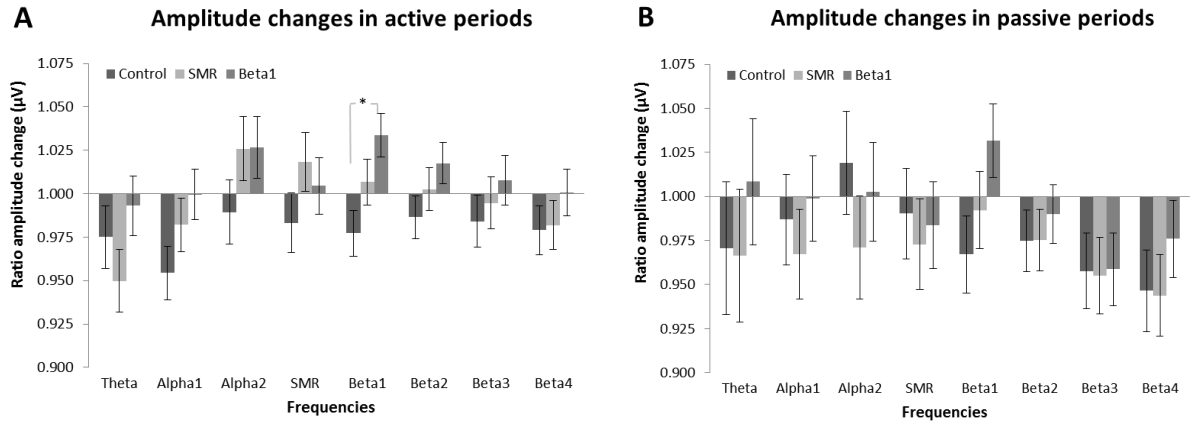 A
Amplitude changes in active periods
Control SMR Beta1
Ratio amplitude change (µV)
1.075
1.050
1.025
1.000
0.975
0.950
0.925
0.900
*
Theta Alpha1 Alpha2 SMR Beta1 Beta2 Beta3 Beta4
Frequencies
B
Amplitude changes in passive periods
Control SMR Beta1
Ratio amplitude change (µV)
1.075
1.050
1.025
1.000
0.975
0.950
0.925
0.900
Theta Alpha1 Alpha2 SMR Beta1 Beta2 Beta3 Beta4
Frequencies